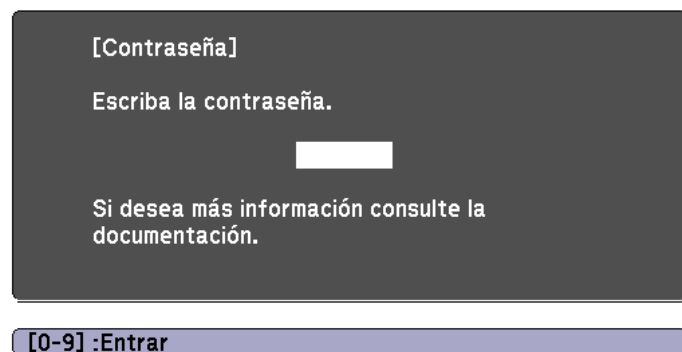 [Contraseña]
Escriba la contraseña.
Si desea más información consulte la
documentación.
[0-9] :Entrar